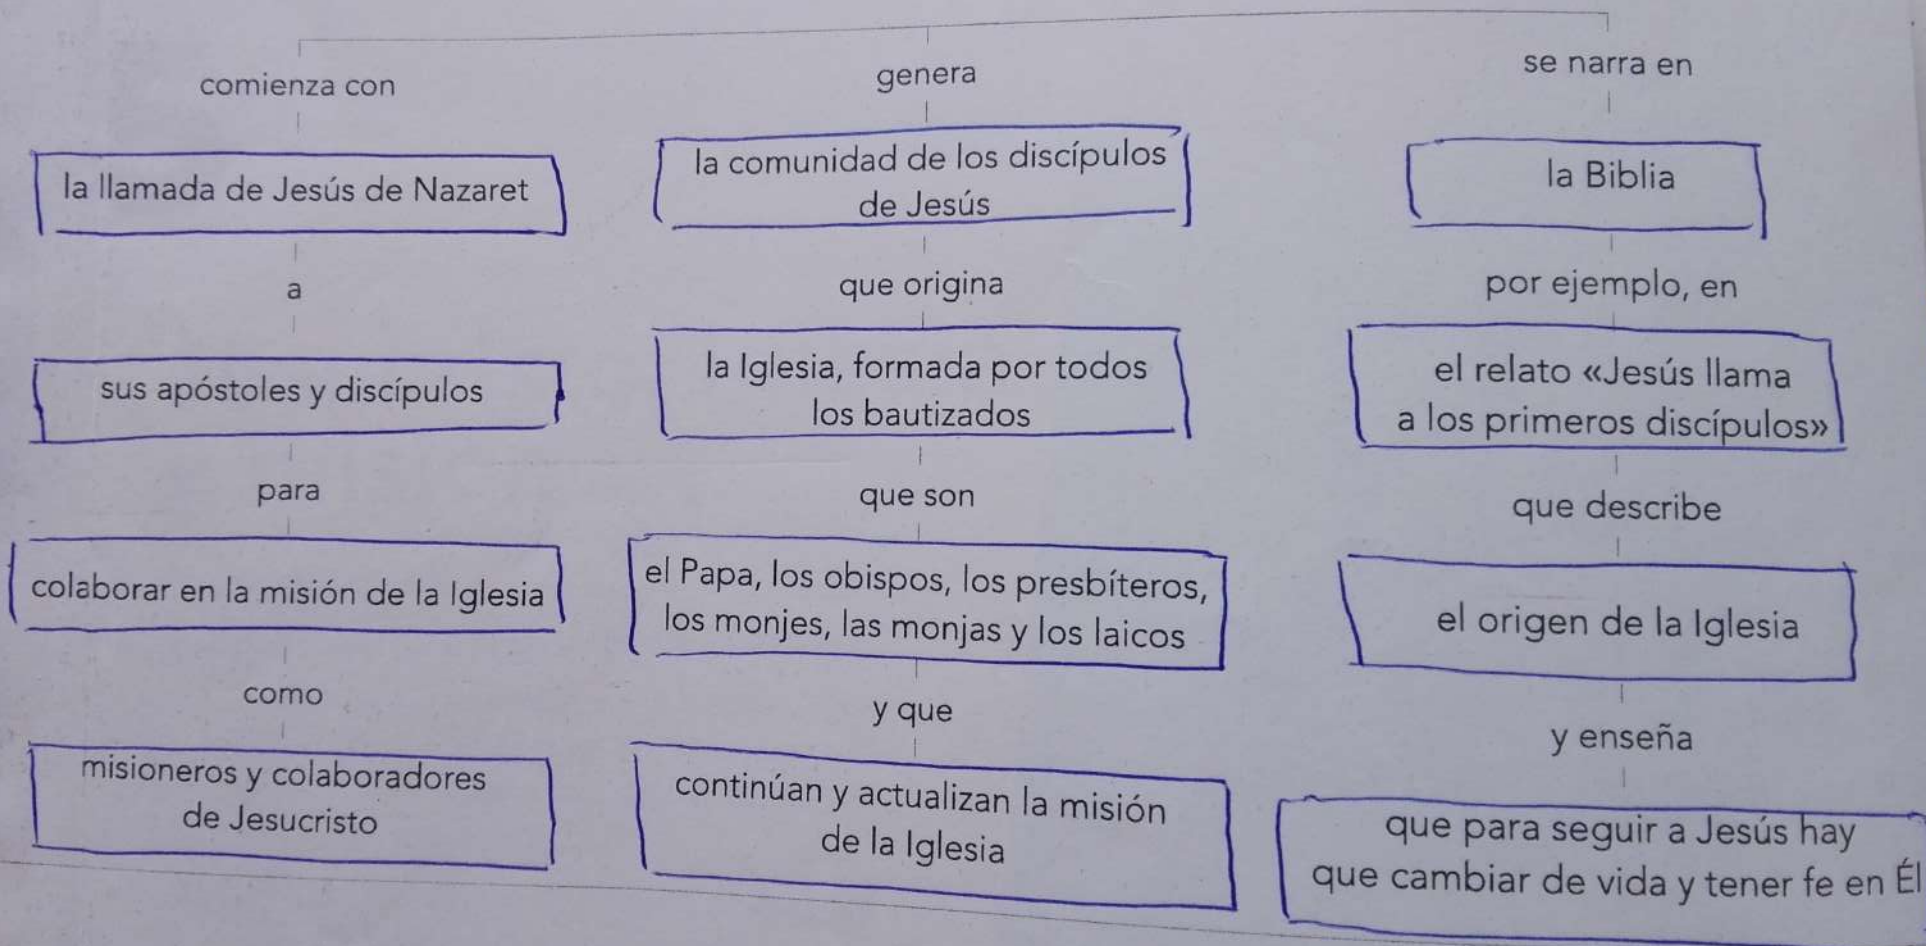 comienza con
la llamada de Jesús de Nazaret
a
sus apóstoles y discípulos
para
colaborar en la misión de la Iglesia
como
misioneros y colaboradores
de Jesucristo
genera
la comunidad de los discípulos
de Jesús
que origina
la Iglesia, formada por todos
los bautizados
que son
el Papa, los obispos, los presbíteros,
los monjes, las monjas y los laicos
y que
continúan y actualizan la misión
de la Iglesia
se narra en
la Biblia
por ejemplo, en
el relato «Jesús llama
a los primeros discípulos»
que describe
el origen de la Iglesia
y enseña
que para seguir a Jesús hay
que cambiar de vida y tener fe en Él